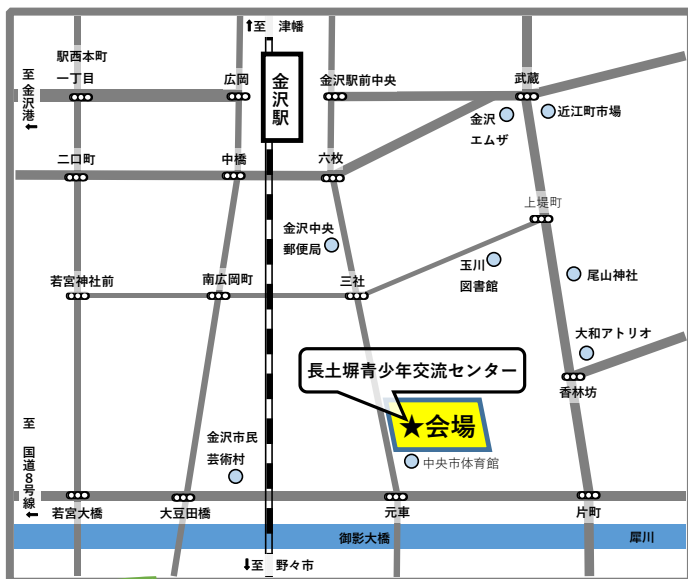 ⬆至 津幡
駅西本町
一丁目
広岡
金沢駅
金沢駅前中央
武蔵
至 金沢港⬅
金沢
エムザ
近江町市場
二口町
中橋
六枚
上堤町
金沢中央
郵便局
玉川
図書館
尾山神社
若宮神社前
南広岡町
三社
大和アトリオ
長土塀青少年交流センター
香林坊
★会場
至 国道8号線⬅
金沢市民
芸術村
中央市体育館
若宮大橋
大豆田橋
元車
片町
御影大橋
犀川
⬇至 野々市